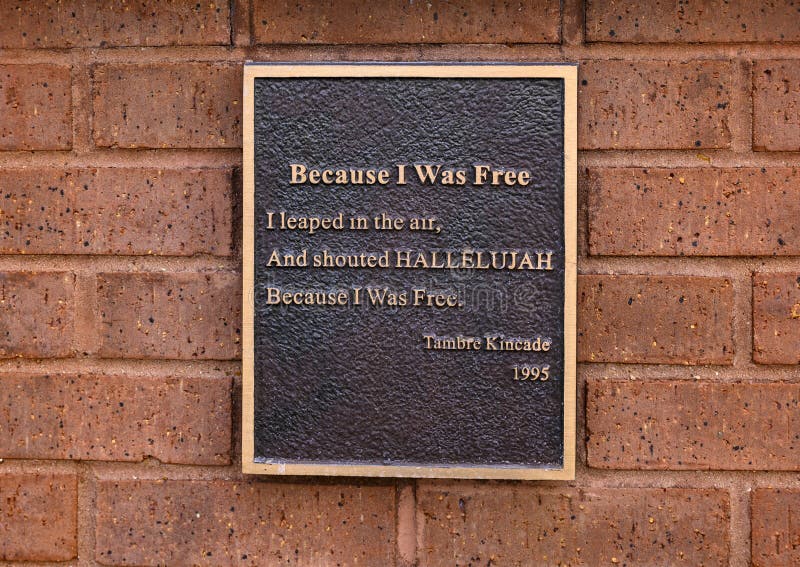 Because I Was Free
I leaped in the air,
And shouted HALLELUJAH
Because I Was Free.
Tambre Kincade
1995